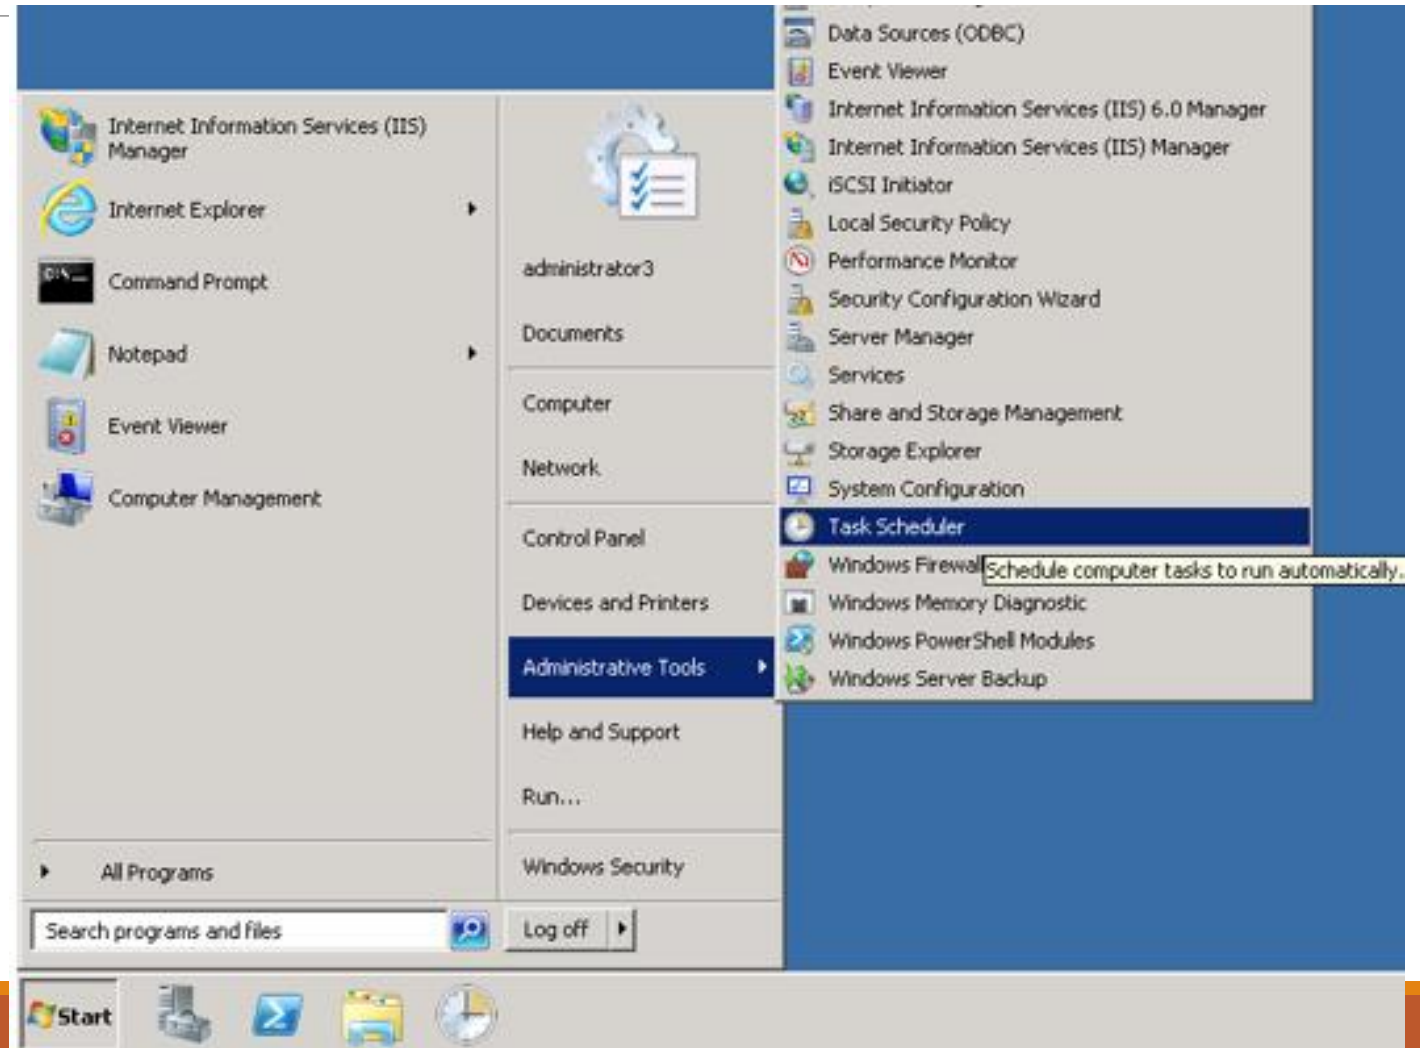 Internet Information Services (IIS)
Manager
Internet Explorer
Command Prompt
Notepad
Event Viewer
Computer Management
All Programs
Search programs and files
administrator3
Documents
Computer
Network
Control Panel
Devices and Printers
Administrative Tools
Help and Support
Run...
Windows Security
Log off
Data Sources (ODBC)
Event Viewer
Internet Information Services (IIS) 6.0 Manager
Internet Information Services (IIS) Manager
iSCSI Initiator
Local Security Policy
Performance Monitor
Security Configuration Wizard
Server Manager
Services
Share and Storage Management
Storage Explorer
System Configuration
Task Scheduler
Windows Firewall
Schedule computer tasks to run automatically.
Windows Memory Diagnostic
Windows PowerShell Modules
Windows Server Backup
Start